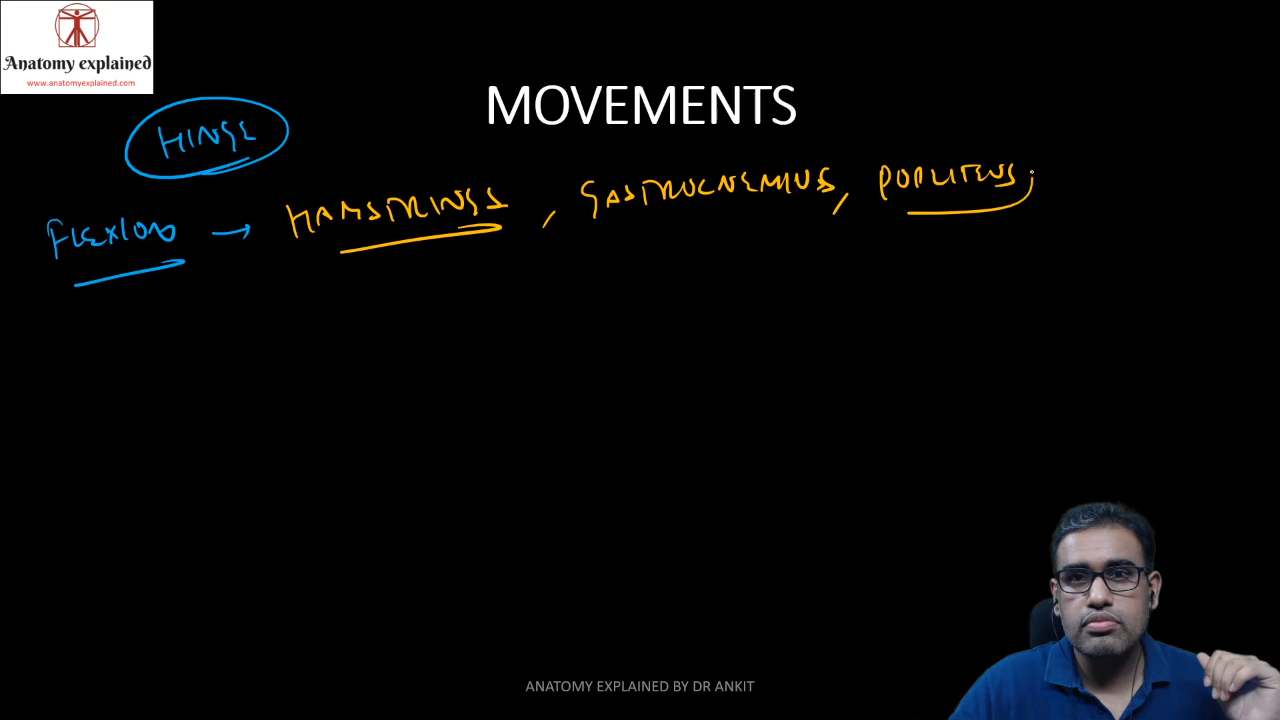 Anatomy explained
www.anatomyexplained.com
MOVEMENTS
HINGE
FLEXION → HAMSTRINGS, GASTROCNEMIUS, POPLITEUS,
ANATOMY EXPLAINED BY DR ANKIT